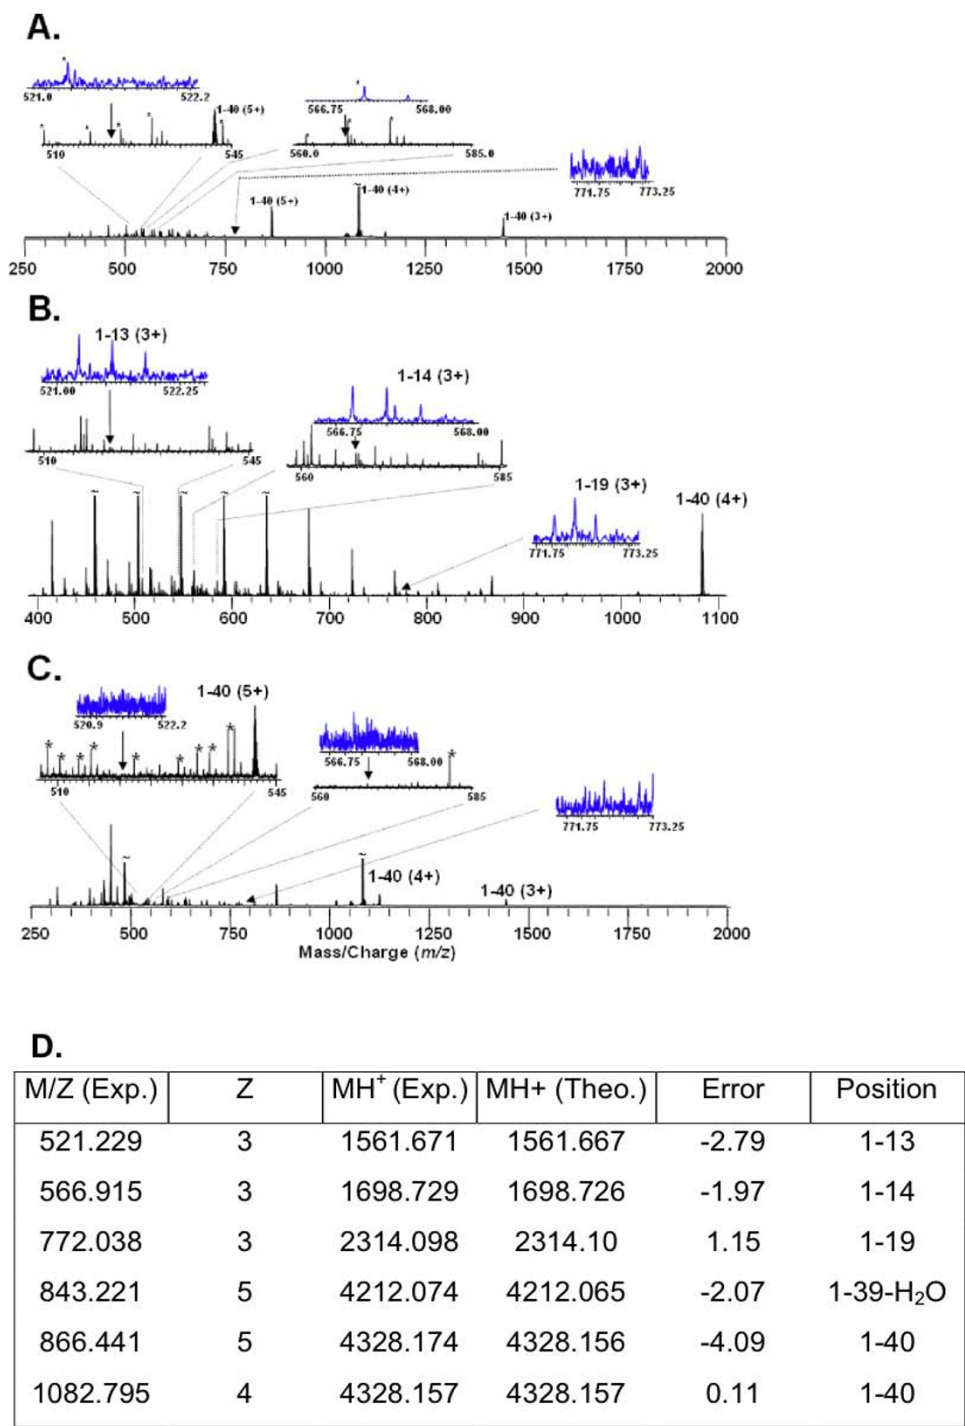 A.
521.0 522.2
1-40 (5+)
510 545
566.75 568.00
560.0 585.0
771.75 773.25
1-40 (5+)
1-40 (4+)
1-40 (3+)
250 500 750 1000 1250 1500 1750 2000
B.
1-13 (3+)
521.00 522.25
510 545
1-14 (3+)
566.75 568.00
560 585
1-19 (3+)
771.75 773.25
1-40 (4+)
400 500 600 700 800 900 1000 1100
C.
520.9 522.2
1-40 (5+)
510 545
566.75 568.00
560 585
771.75 773.25
1-40 (4+)
1-40 (3+)
250 500 750 1000 1250 1500 1750 2000
Mass/Charge (m/z)
D.
M/Z (Exp.) Z MH+ (Exp.) MH+ (Theo.) Error Position
521.229 3 1561.671 1561.667 -2.79 1-13
566.915 3 1698.729 1698.726 -1.97 1-14
772.038 3 2314.098 2314.10 1.15 1-19
843.221 5 4212.074 4212.065 -2.07 1-39-H₂O
866.441 5 4328.174 4328.156 -4.09 1-40
1082.795 4 4328.157 4328.157 0.11 1-40